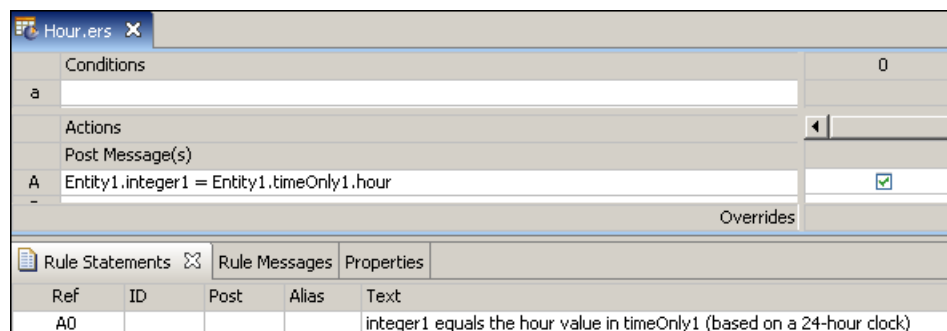 Hour.ers
Conditions 0
a
Actions
Post Message(s)
A Entity1.integer1 = Entity1.timeOnly1.hour
Overrides
Rule Statements Rule Messages Properties
Ref ID Post Alias Text
A0 integer1 equals the hour value in timeOnly1 (based on a 24-hour clock)